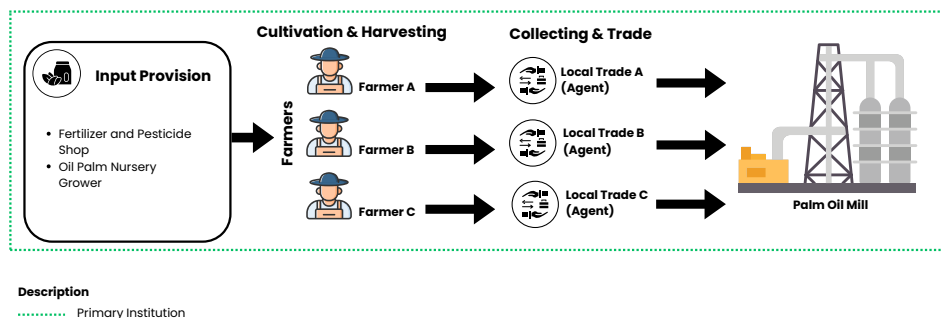 Cultivation & Harvesting
Collecting & Trade
Input Provision
• Fertilizer and Pesticide
Shop
• Oil Palm Nursery
Grower
Farmers
Farmer A
Local Trade A
(Agent)
Farmer B
Local Trade B
(Agent)
Farmer C
Local Trade C
(Agent)
Palm Oil Mill
Description
Primary Institution